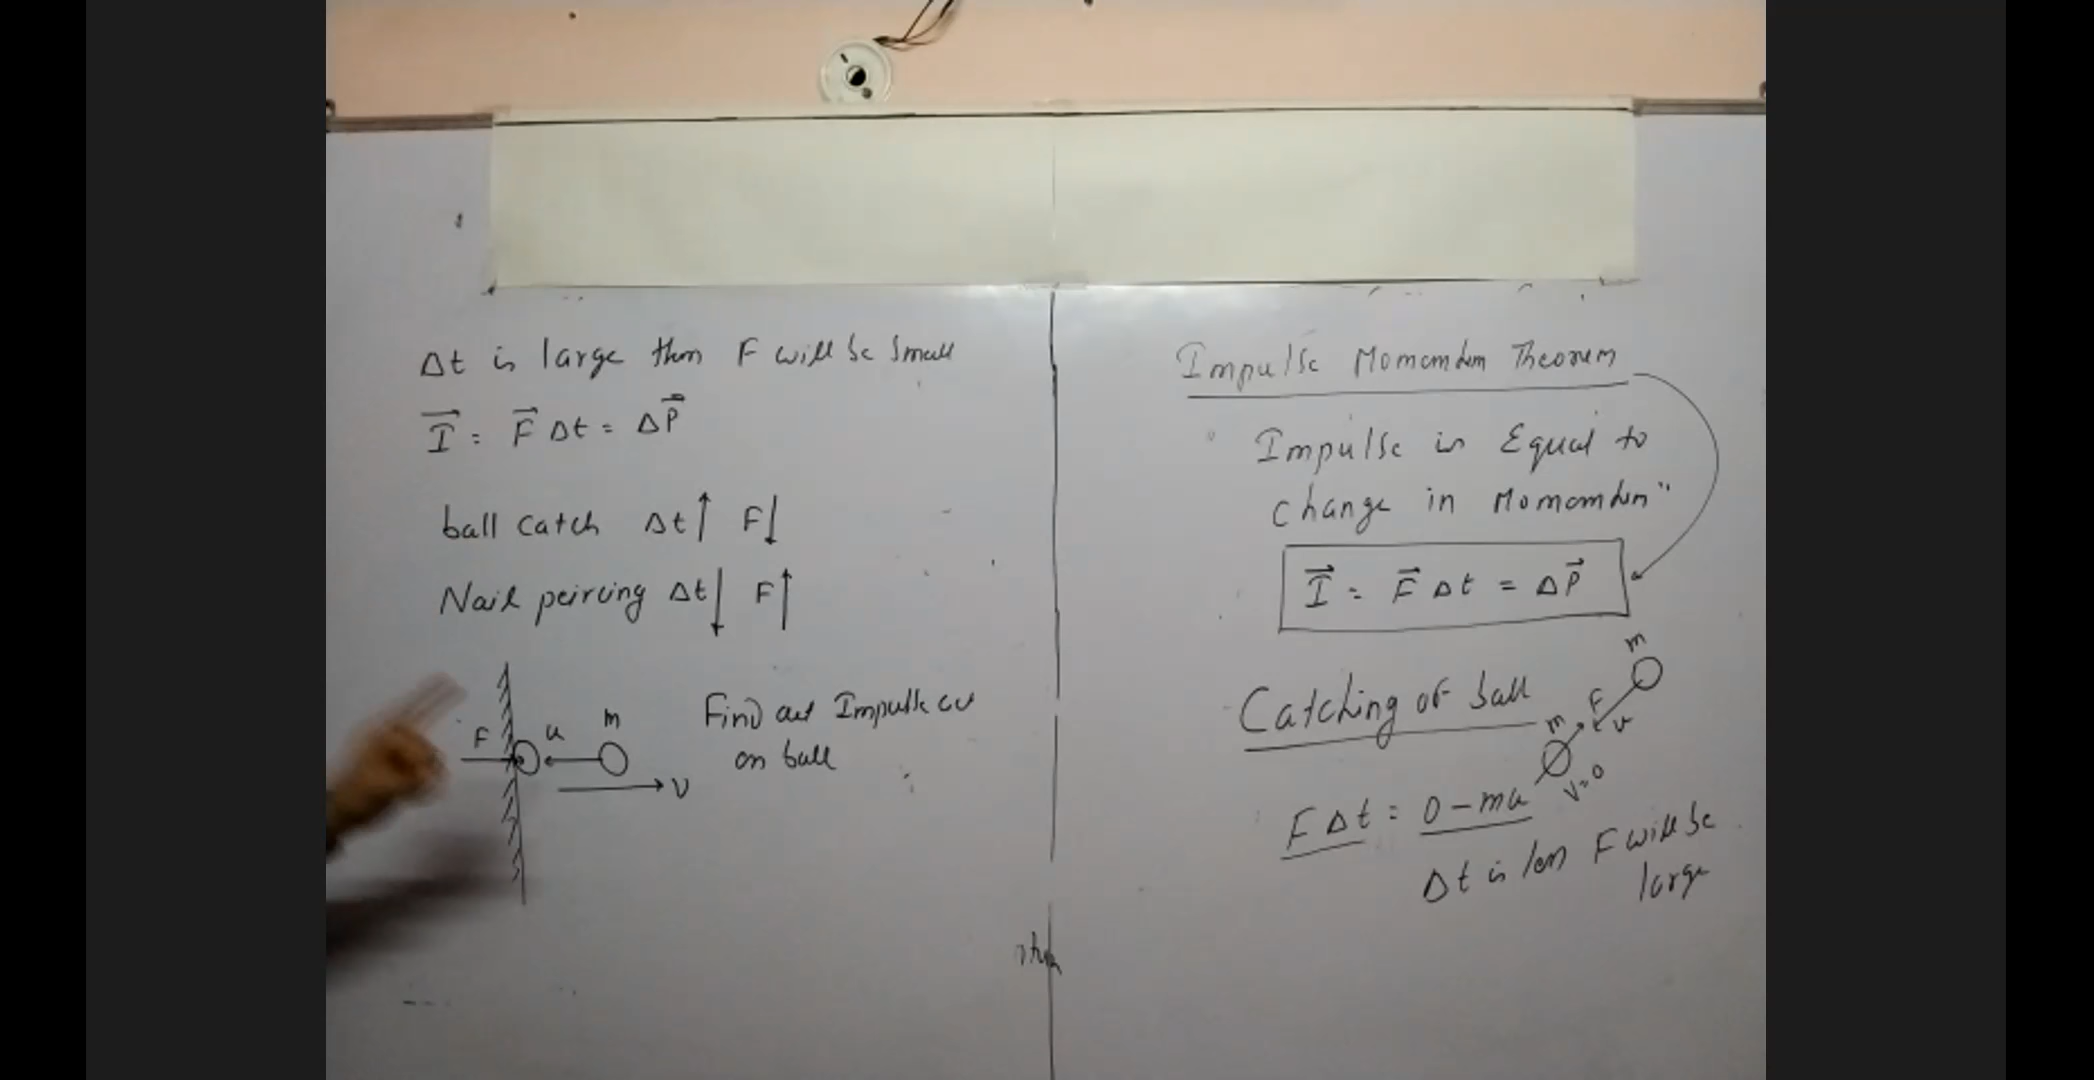 Δt is large then F will be small
I⃗ = F⃗ Δt = ΔP⃗
ball catch Δt↑ F↓
Nail peircing Δt↓ F↑
F u m
v
Find out Impulse
on ball
Impulse Momentum Theorem
Impulse is Equal to
change in Momentum"
I⃗ = F⃗ Δt = ΔP⃗
Catching of ball
m
F
v
m
v=0
FΔt = 0 - mu
Δt is less F will be
large